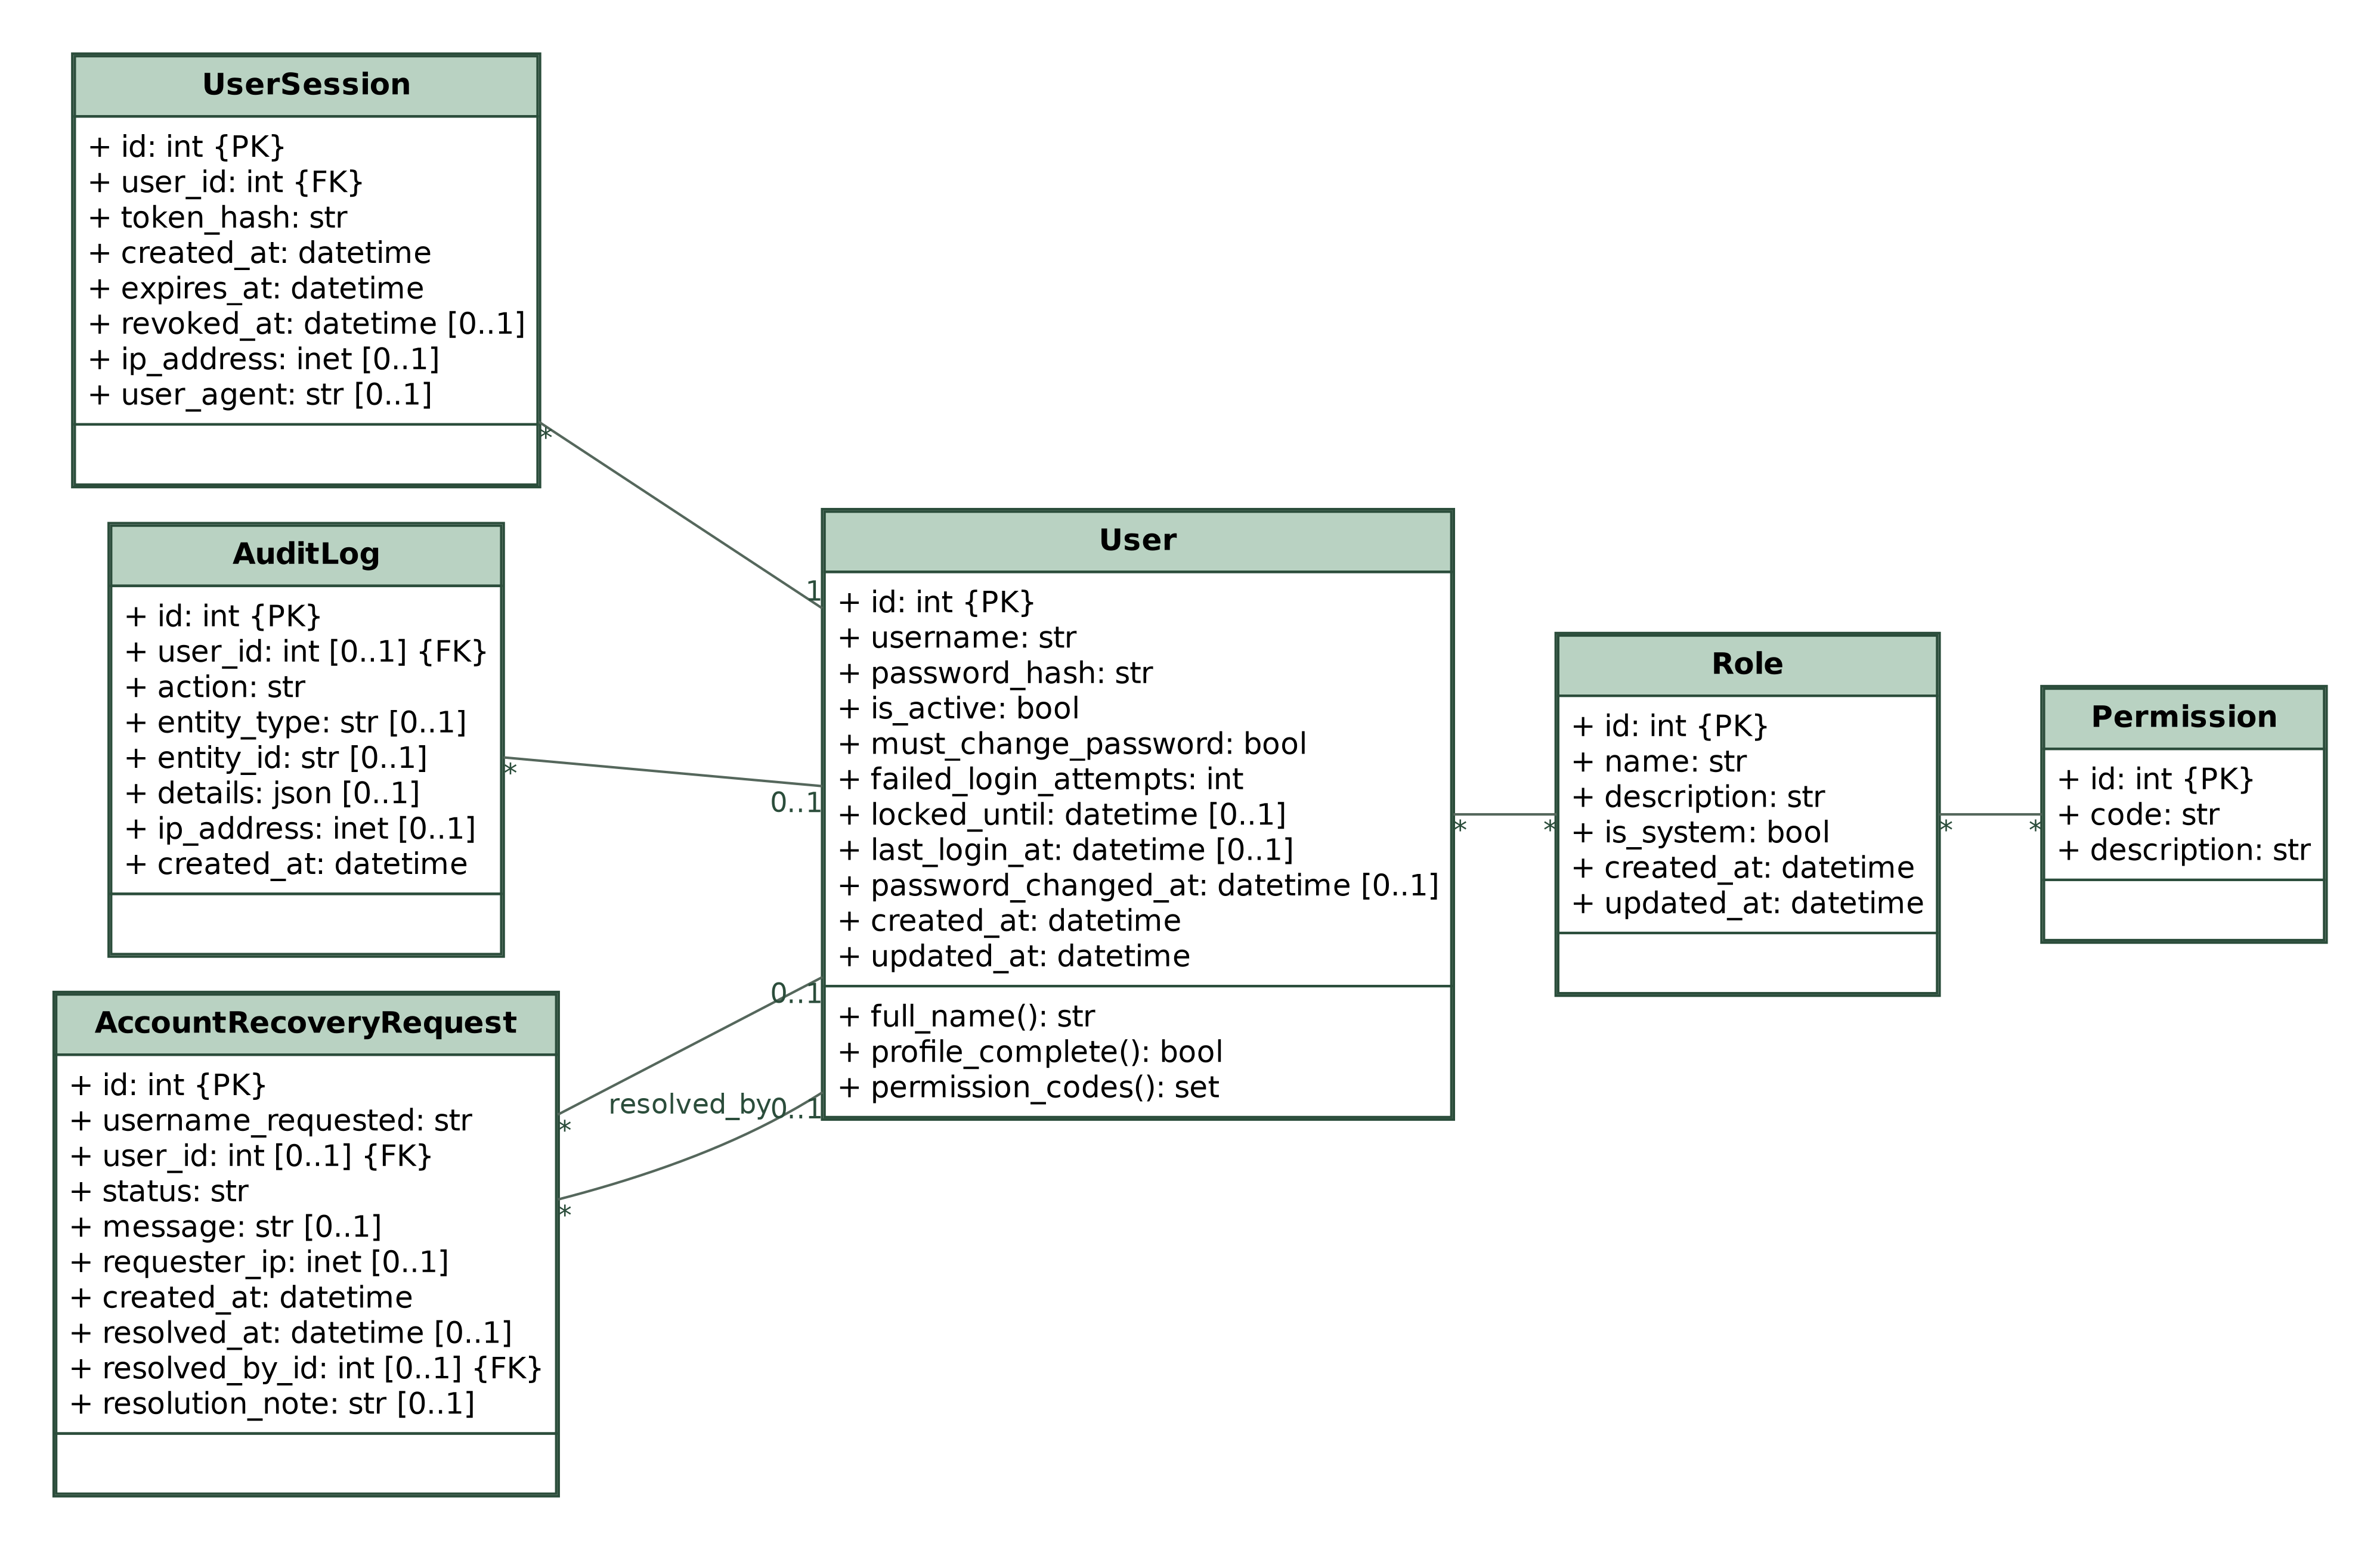 UserSession
+ id: int {PK}
+ user_id: int {FK}
+ token_hash: str
+ created_at: datetime
+ expires_at: datetime
+ revoked_at: datetime [0..1]
+ ip_address: inet [0..1]
+ user_agent: str [0..1]
*
1
AuditLog
+ id: int {PK}
+ user_id: int [0..1] {FK}
+ action: str
+ entity_type: str [0..1]
+ entity_id: str [0..1]
+ details: json [0..1]
+ ip_address: inet [0..1]
+ created_at: datetime
*
0..1
AccountRecoveryRequest
+ id: int {PK}
+ username_requested: str
+ user_id: int [0..1] {FK}
+ status: str
+ message: str [0..1]
+ requester_ip: inet [0..1]
+ created_at: datetime
+ resolved_at: datetime [0..1]
+ resolved_by_id: int [0..1] {FK}
+ resolution_note: str [0..1]
*
0..1
resolved_by
*
0..1
User
+ id: int {PK}
+ username: str
+ password_hash: str
+ is_active: bool
+ must_change_password: bool
+ failed_login_attempts: int
+ locked_until: datetime [0..1]
+ last_login_at: datetime [0..1]
+ password_changed_at: datetime [0..1]
+ created_at: datetime
+ updated_at: datetime
+ full_name(): str
+ profile_complete(): bool
+ permission_codes(): set
*
*
Role
+ id: int {PK}
+ name: str
+ description: str
+ is_system: bool
+ created_at: datetime
+ updated_at: datetime
*
*
Permission
+ id: int {PK}
+ code: str
+ description: str